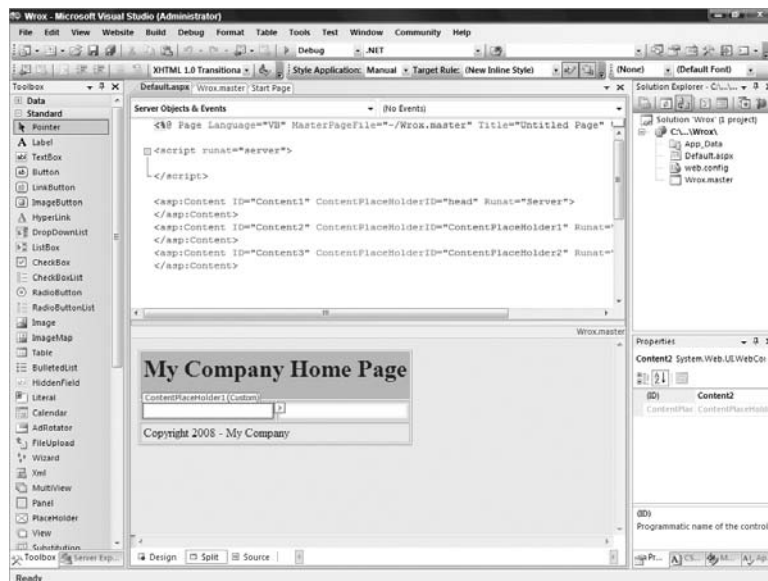 Wrox - Microsoft Visual Studio (Administrator)
File Edit View Website Build Debug Format Table Tools Test Window Community Help
Debug .NET
XHTML 1.0 Transitiona Style Application: Manual Target Rule: (New Inline Style) (None) (Default Font)
Toolbox
Data
Standard
Pointer
A Label
TextBox
Button
LinkButton
ImageButton
HyperLink
DropDownList
ListBox
CheckBox
CheckBoxList
RadioButton
RadioButtonList
Image
ImageMap
Table
BulletedList
HiddenField
Literal
Calendar
AdRotator
FileUpload
Wizard
Xml
MultiView
Panel
PlaceHolder
View
Substitution
Toolbox Server Exp...
Default.aspx Wrox.master Start Page
Server Objects & Events (No Events)
<%@ Page Language="VB" MasterPageFile="~/Wrox.master" Title="Untitled Page"
<script runat="server">
</script>
<asp:Content ID="Content1" ContentPlaceHolderID="head" Runat="Server">
</asp:Content>
<asp:Content ID="Content2" ContentPlaceHolderID="ContentPlaceHolder1" Runat="
</asp:Content>
<asp:Content ID="Content3" ContentPlaceHolderID="ContentPlaceHolder2" Runat="
</asp:Content>
Wrox.master
My Company Home Page
ContentPlaceHolder1 (Custom)
Copyright 2008 - My Company
Design Split Source
Solution Explorer - C:\...\...
Solution 'Wrox' (1 project)
C:\...\Wrox\
App_Data
Default.aspx
web.config
Wrox.master
Properties
Content2 System.Web.UI.WebCo
(ID) Content2
ContentPlac ContentPlaceHold
(ID)
Programmatic name of the control
Pr... CS... M... Ap
Ready